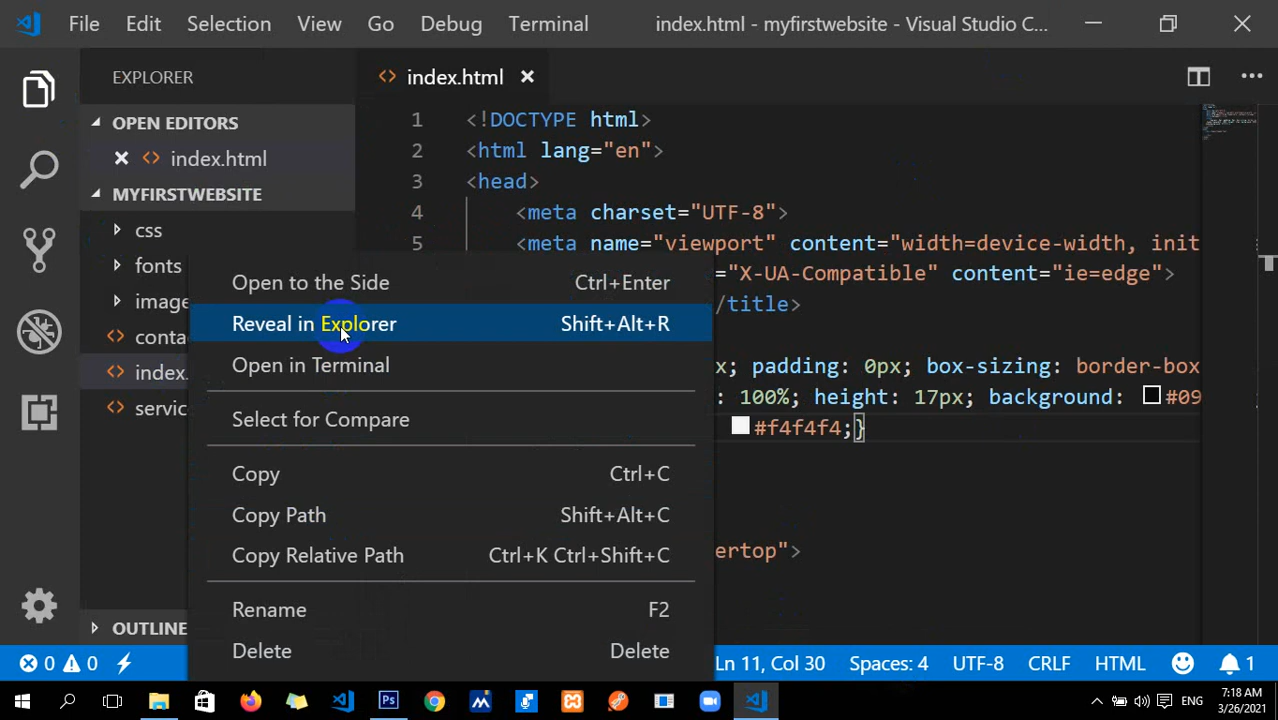 File Edit Selection View Go Debug Terminal index.html - myfirstwebsite - Visual Studio C...
EXPLORER
index.html
OPEN EDITORS
index.html
MYFIRSTWEBSITE
css
fonts
image
conta
index.
servic
OUTLINE
1 <!DOCTYPE html>
2 <html lang="en">
3 <head>
4 <meta charset="UTF-8">
5 <meta name="viewport" content="width=device-width, init
="X-UA-Compatible" content="ie=edge">
/title>
x; padding: 0px; box-sizing: border-box
: 100%; height: 17px; background: #09
#f4f4f4;}
ertop">
Open to the Side Ctrl+Enter
Reveal in Explorer Shift+Alt+R
Open in Terminal
Select for Compare
Copy Ctrl+C
Copy Path Shift+Alt+C
Copy Relative Path Ctrl+K Ctrl+Shift+C
Rename F2
Delete Delete
0 0 Ln 11, Col 30 Spaces: 4 UTF-8 CRLF HTML 1
Ps
ENG
7:18 AM
3/26/2021